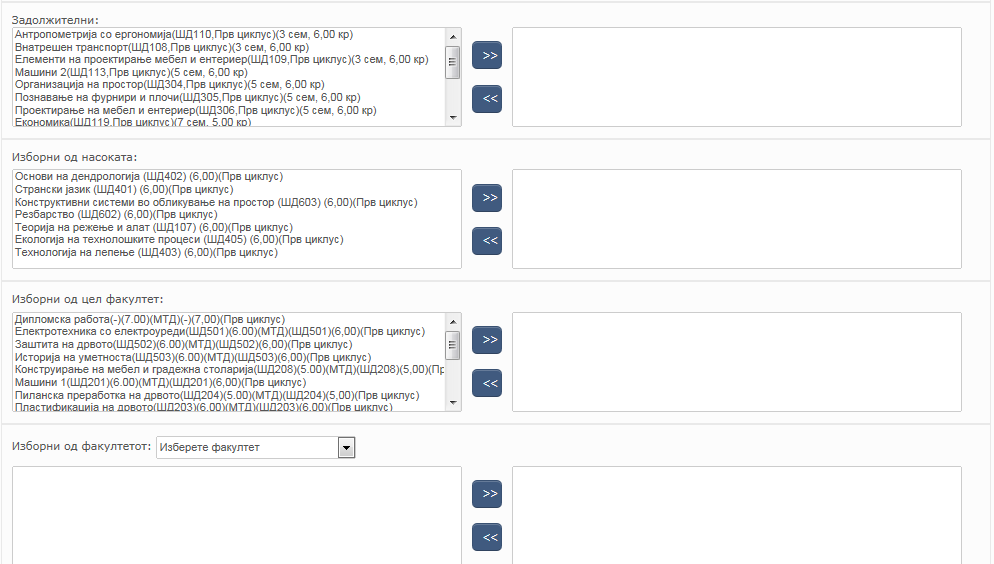 Задолжителни:
Антропометрија со ергономија(ШД110,Прв циклус)(3 сем, 6,00 кр)
Внатрешен транспорт(ШД108,Прв циклус)(3 сем, 6,00 кр)
Елементи на проектирање мебел и ентериер(ШД109,Прв циклус)(3 сем, 6,00 кр)
Машини 2(ШД113,Прв циклус)(5 сем, 6,00 кр)
Организација на простор(ШД304,Прв циклус)(5 сем, 6,00 кр)
Познавање на фурнири и плочи(ШД305,Прв циклус)(5 сем, 6,00 кр)
Проектирање на мебел и ентериер(ШД306,Прв циклус)(5 сем, 6,00 кр)
Економика(ШД119,Прв циклус)(7 сем, 5,00 кр)
>>
<<
Изборни од насоката:
Основи на дендрологија (ШД402) (6,00)(Прв циклус)
Странски јазик (ШД401) (6,00)(Прв циклус)
Конструктивни системи во обликување на простор (ШД603) (6,00)(Прв циклус)
Резбарство (ШД602) (6,00)(Прв циклус)
Теорија на режење и алат (ШД107) (6,00)(Прв циклус)
Екологија на технолошките процеси (ШД405) (6,00)(Прв циклус)
Технологија на лепење (ШД403) (6,00)(Прв циклус)
>>
<<
Изборни од цел факултет:
Дипломска работа(-)(7.00)(МТД)(-)(7,00)(Прв циклус)
Електротехника со електроуреди(ШД501)(6.00)(МТД)(ШД501)(6,00)(Прв циклус)
Заштита на дрвото(ШД502)(6.00)(МТД)(ШД502)(6,00)(Прв циклус)
Историја на уметноста(ШД503)(6.00)(МТД)(ШД503)(6,00)(Прв циклус)
Конструирање на мебел и градежна столарија(ШД208)(5.00)(МТД)(ШД208)(5,00)(Пр
Машини 1(ШД201)(6.00)(МТД)(ШД201)(6,00)(Прв циклус)
Пиланска преработка на дрвото(ШД204)(5.00)(МТД)(ШД204)(5,00)(Прв циклус)
Пластификација на дрвото(ШД203)(6.00)(МТД)(ШД203)(6,00)(Прв циклус)
>>
<<
Изборни од факултетот: Изберете факултет
>>
<<